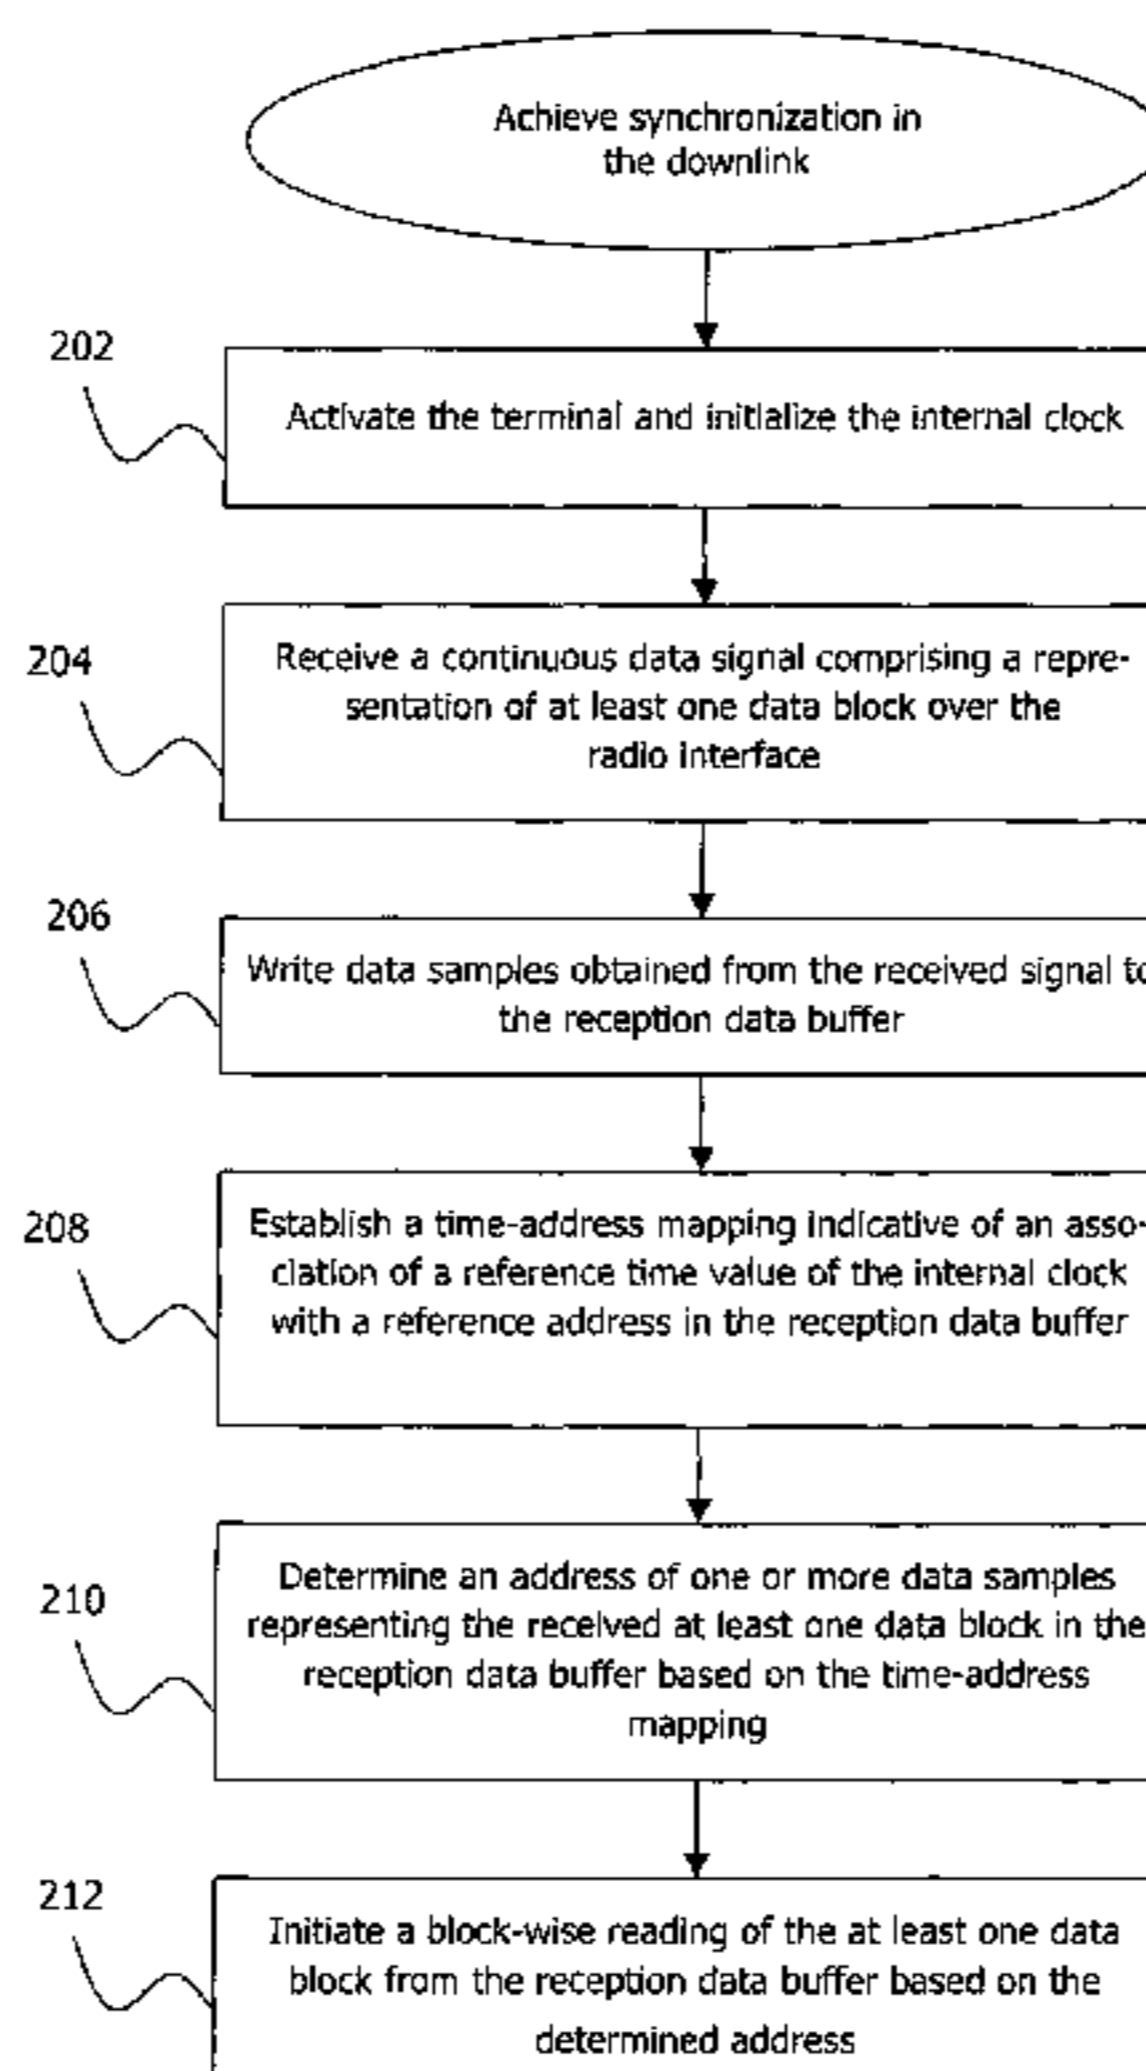 Achieve synchronization in
the downlink
202
Activate the terminal and initialize the internal clock
204
Receive a continuous data signal comprising a repre-
sentation of at least one data block over the
radio interface
206
Write data samples obtained from the received signal to
the reception data buffer
208
Establish a time-address mapping indicative of an asso-
ciation of a reference time value of the internal clock
with a reference address in the reception data buffer
210
Determine an address of one or more data samples
representing the received at least one data block in the
reception data buffer based on the time-address
mapping
212
Initiate a block-wise reading of the at least one data
block from the reception data buffer based on the
determined address